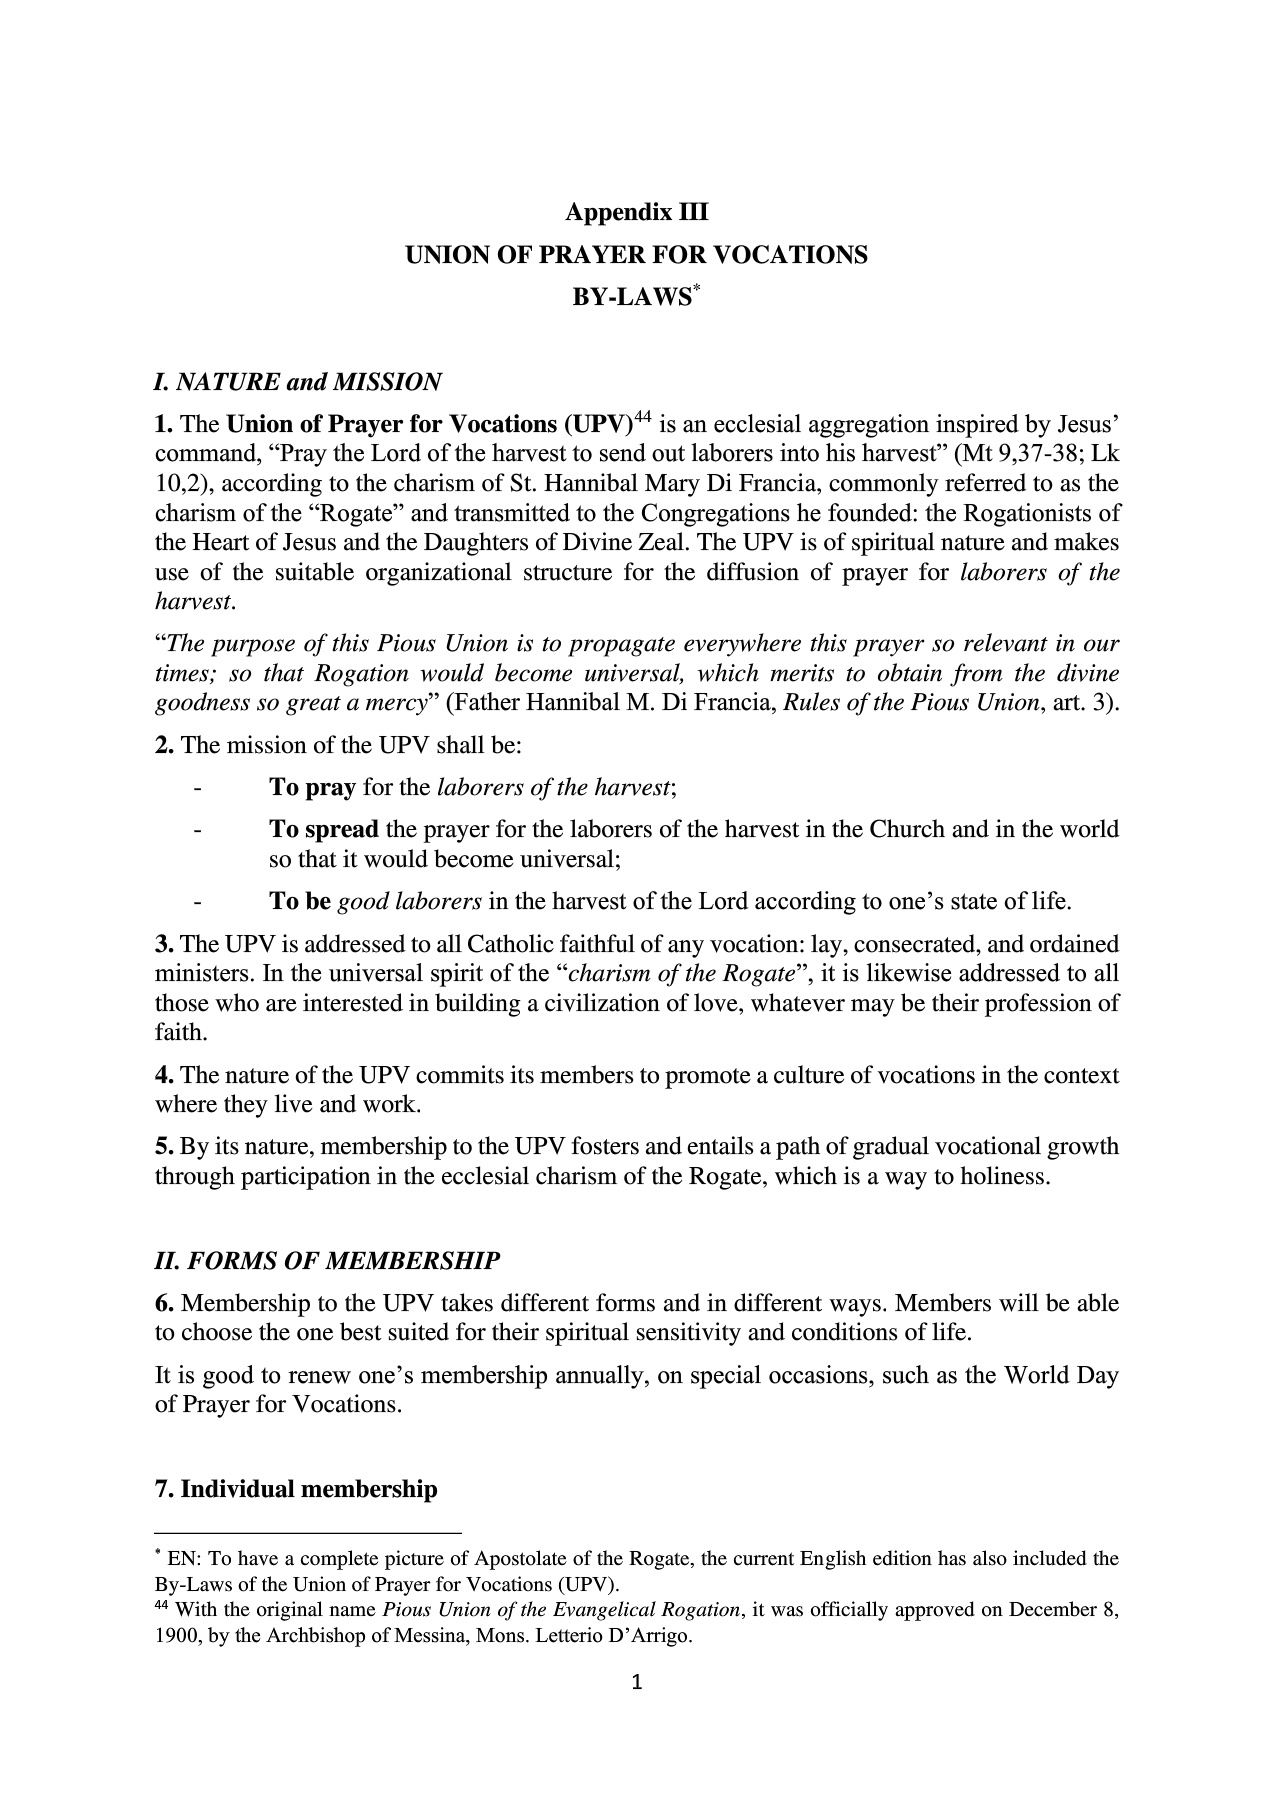 Appendix III
UNION OF PRAYER FOR VOCATIONS
BY-LAWS*
I. NATURE and MISSION
1. The Union of Prayer for Vocations (UPV)44 is an ecclesial aggregation inspired by Jesus’
command, “Pray the Lord of the harvest to send out laborers into his harvest” (Mt 9,37-38; Lk
10,2), according to the charism of St. Hannibal Mary Di Francia, commonly referred to as the
charism of the “Rogate” and transmitted to the Congregations he founded: the Rogationists of
the Heart of Jesus and the Daughters of Divine Zeal. The UPV is of spiritual nature and makes
use of the suitable organizational structure for the diffusion of prayer for laborers of the
harvest.
“The purpose of this Pious Union is to propagate everywhere this prayer so relevant in our
times; so that Rogation would become universal, which merits to obtain from the divine
goodness so great a mercy” (Father Hannibal M. Di Francia, Rules of the Pious Union, art. 3).
2. The mission of the UPV shall be:
- To pray for the laborers of the harvest;
- To spread the prayer for the laborers of the harvest in the Church and in the world
so that it would become universal;
- To be good laborers in the harvest of the Lord according to one’s state of life.
3. The UPV is addressed to all Catholic faithful of any vocation: lay, consecrated, and ordained
ministers. In the universal spirit of the “charism of the Rogate”, it is likewise addressed to all
those who are interested in building a civilization of love, whatever may be their profession of
faith.
4. The nature of the UPV commits its members to promote a culture of vocations in the context
where they live and work.
5. By its nature, membership to the UPV fosters and entails a path of gradual vocational growth
through participation in the ecclesial charism of the Rogate, which is a way to holiness.
II. FORMS OF MEMBERSHIP
6. Membership to the UPV takes different forms and in different ways. Members will be able
to choose the one best suited for their spiritual sensitivity and conditions of life.
It is good to renew one’s membership annually, on special occasions, such as the World Day
of Prayer for Vocations.
7. Individual membership
* EN: To have a complete picture of Apostolate of the Rogate, the current English edition has also included the
By-Laws of the Union of Prayer for Vocations (UPV).
44 With the original name Pious Union of the Evangelical Rogation, it was officially approved on December 8,
1900, by the Archbishop of Messina, Mons. Letterio D’Arrigo.
1